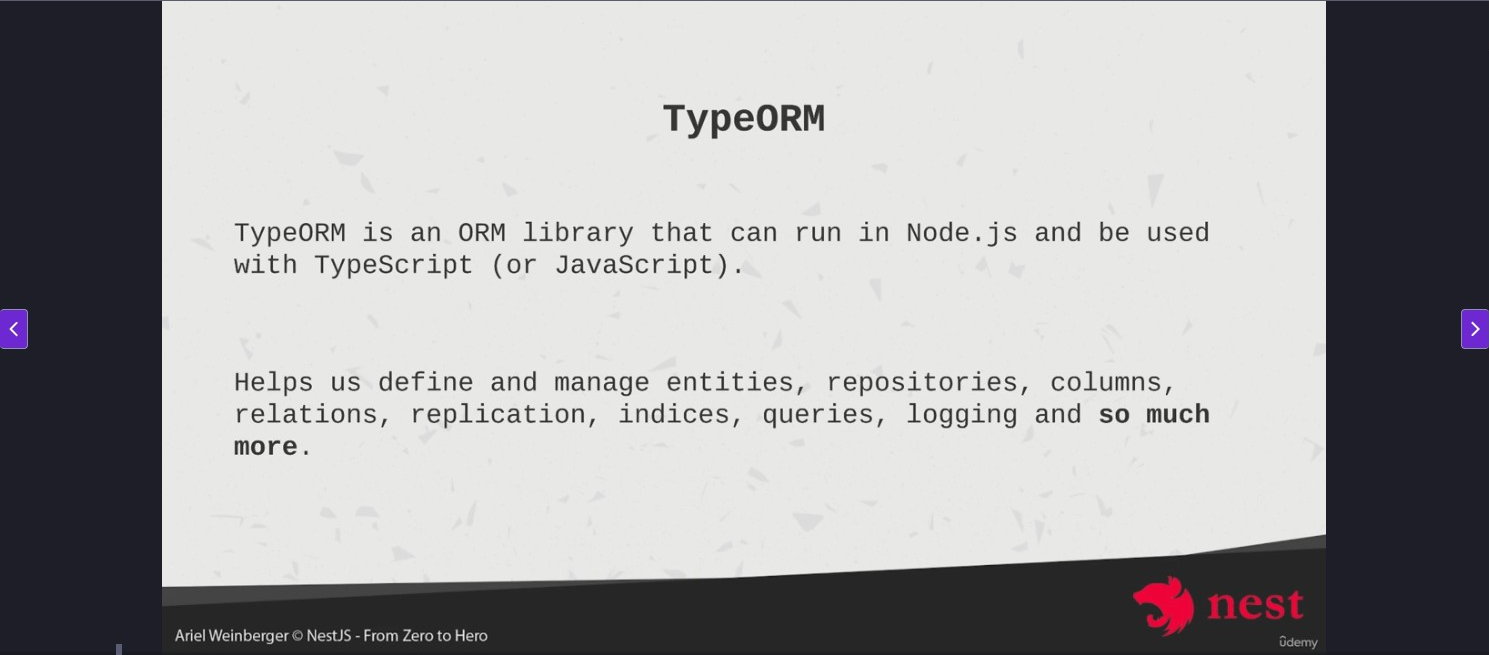 TypeORM
TypeORM is an ORM library that can run in Node.js and be used
with TypeScript (or JavaScript).
Helps us define and manage entities, repositories, columns,
relations, replication, indices, queries, logging and so much
more.
nest
Ariel Weinberger © NestJS - From Zero to Hero
ûdemy